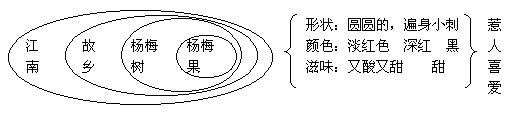 江南
故乡
杨梅树
杨梅果
形状：圆圆的，遍身小刺
颜色：淡红色 深红 黑
滋味：又酸又甜 甜
惹人喜爱